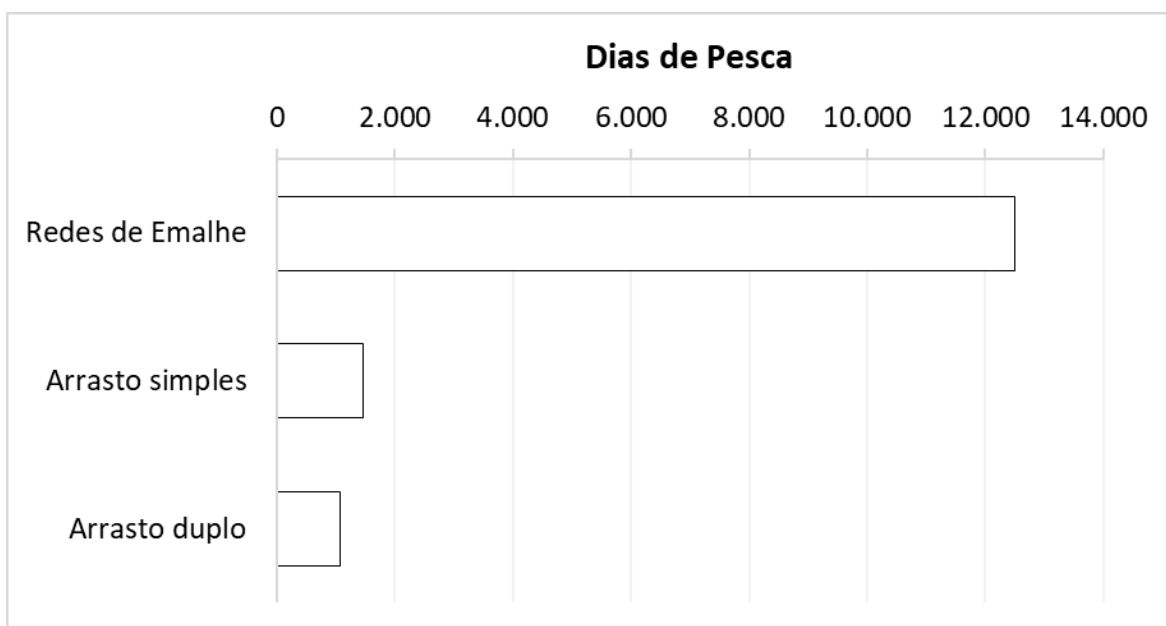 Dias de Pesca
0 2.000 4.000 6.000 8.000 10.000 12.000 14.000
Redes de Emalhe
Arrasto simples
Arrasto duplo